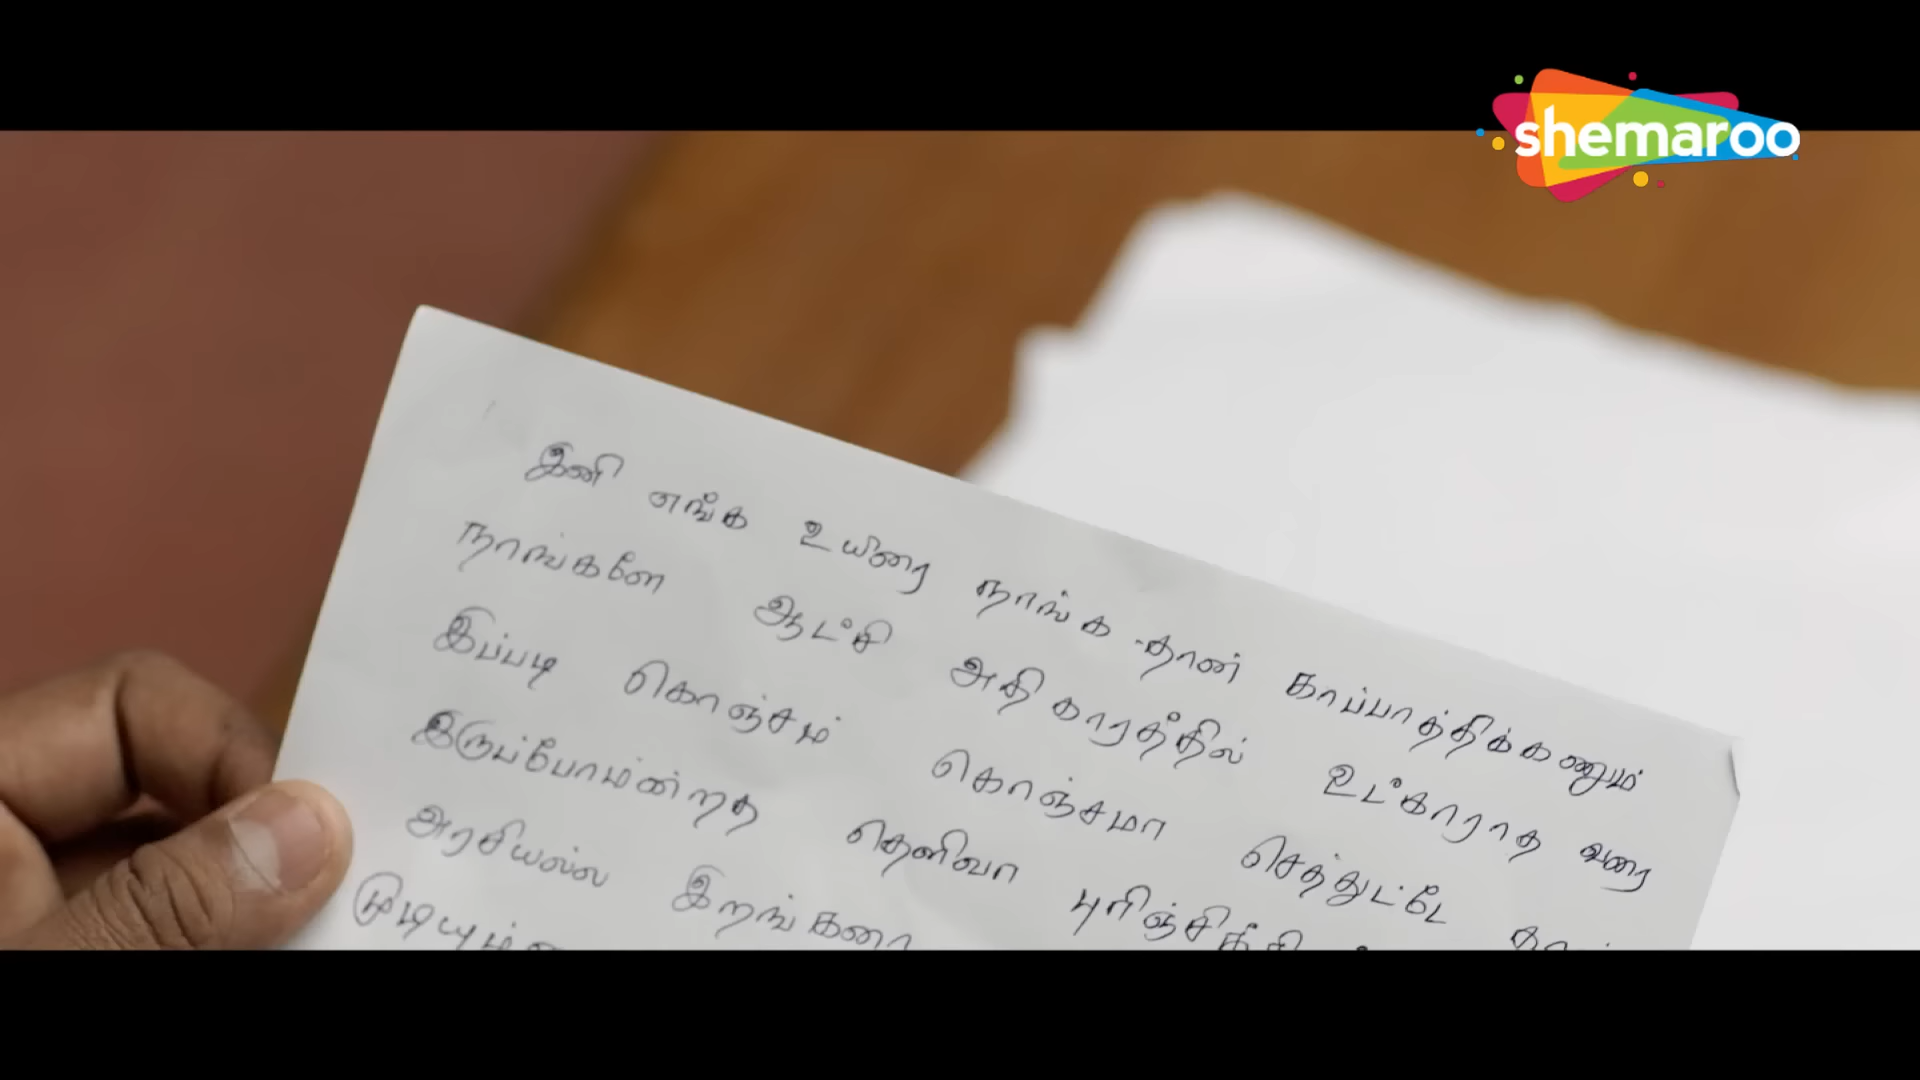 shemaroo
இனி எங்க உயிரை நாங்க தான் காப்பாத்திக்கணும்
நாங்களே ஆட்சி அதிகாரத்தில் உட்காராத வரை
இப்படி கொஞ்சம் கொஞ்சமா செத்துட்டே
இருப்போம்ன்றத தெளிவா
அரசியல்ல